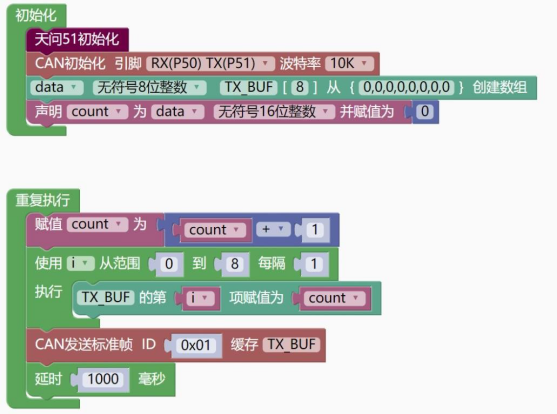 初始化
天问51初始化
CAN初始化 引脚 RX(P50) TX(P51) 波特率 10K
data 无符号8位整数 TX_BUF [ 8 ] 从 { 0,0,0,0,0,0,0,0 } 创建数组
声明 count 为 data 无符号16位整数 并赋值为 0
重复执行
赋值 count 为 count + 1
使用 i 从范围 0 到 8 每隔 1
执行 TX_BUF 的第 i 项赋值为 count
CAN发送标准帧 ID 0x01 缓存 TX_BUF
延时 1000 毫秒